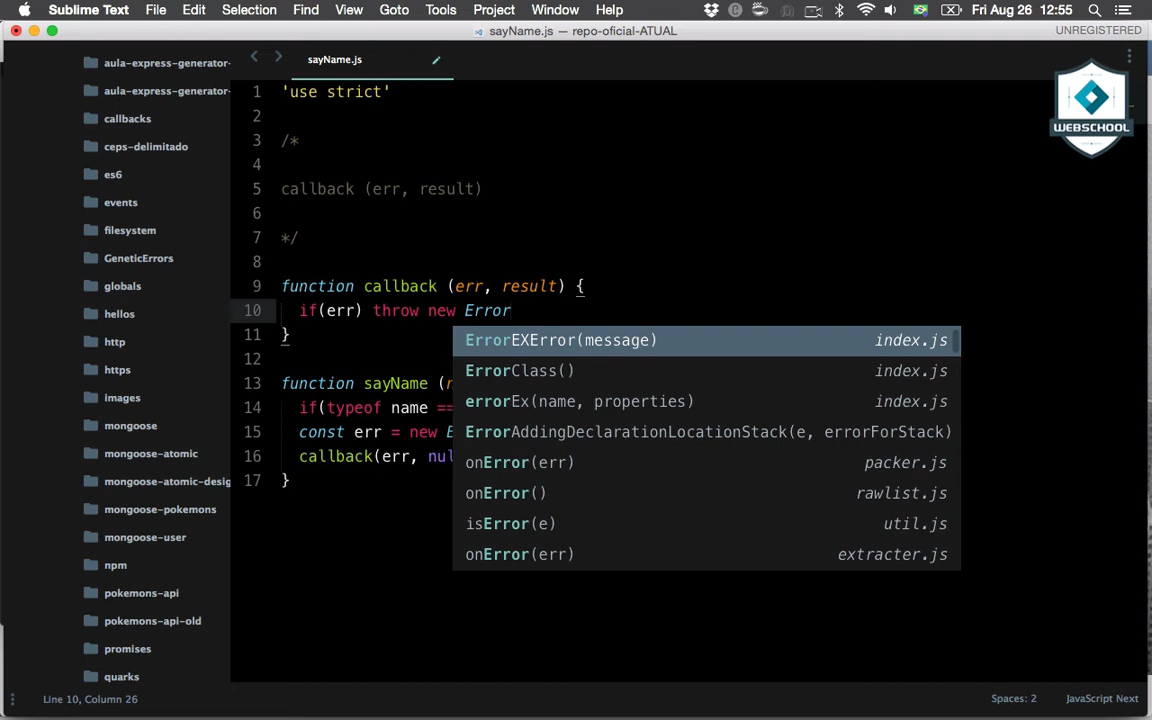 Sublime Text File Edit Selection Find View Goto Tools Project Window Help Fri Aug 26 12:55
sayName.js — repo-oficial-ATUAL UNREGISTERED
sayName.js
WEBSCHOOL
aula-express-generator-
aula-express-generator-
callbacks
ceps-delimitado
es6
events
filesystem
GeneticErrors
globals
hellos
http
https
images
mongoose
mongoose-atomic
mongoose-atomic-desig
mongoose-pokemons
mongoose-user
npm
pokemons-api
pokemons-api-old
promises
quarks
1 'use strict'
2
3 /*
4
5 callback (err, result)
6
7 */
8
9 function callback (err, result) {
10 if(err) throw new Error
11 }
12
13 function sayName (n
14 if(typeof name ==
15 const err = new E
16 callback(err, nul
17 }
ErrorEXError(message) index.js
ErrorClass() index.js
errorEx(name, properties) index.js
ErrorAddingDeclarationLocationStack(e, errorForStack)
onError(err) packer.js
onError() rawlist.js
isError(e) util.js
onError(err) extracter.js
Line 10, Column 26 Spaces: 2 JavaScript Next